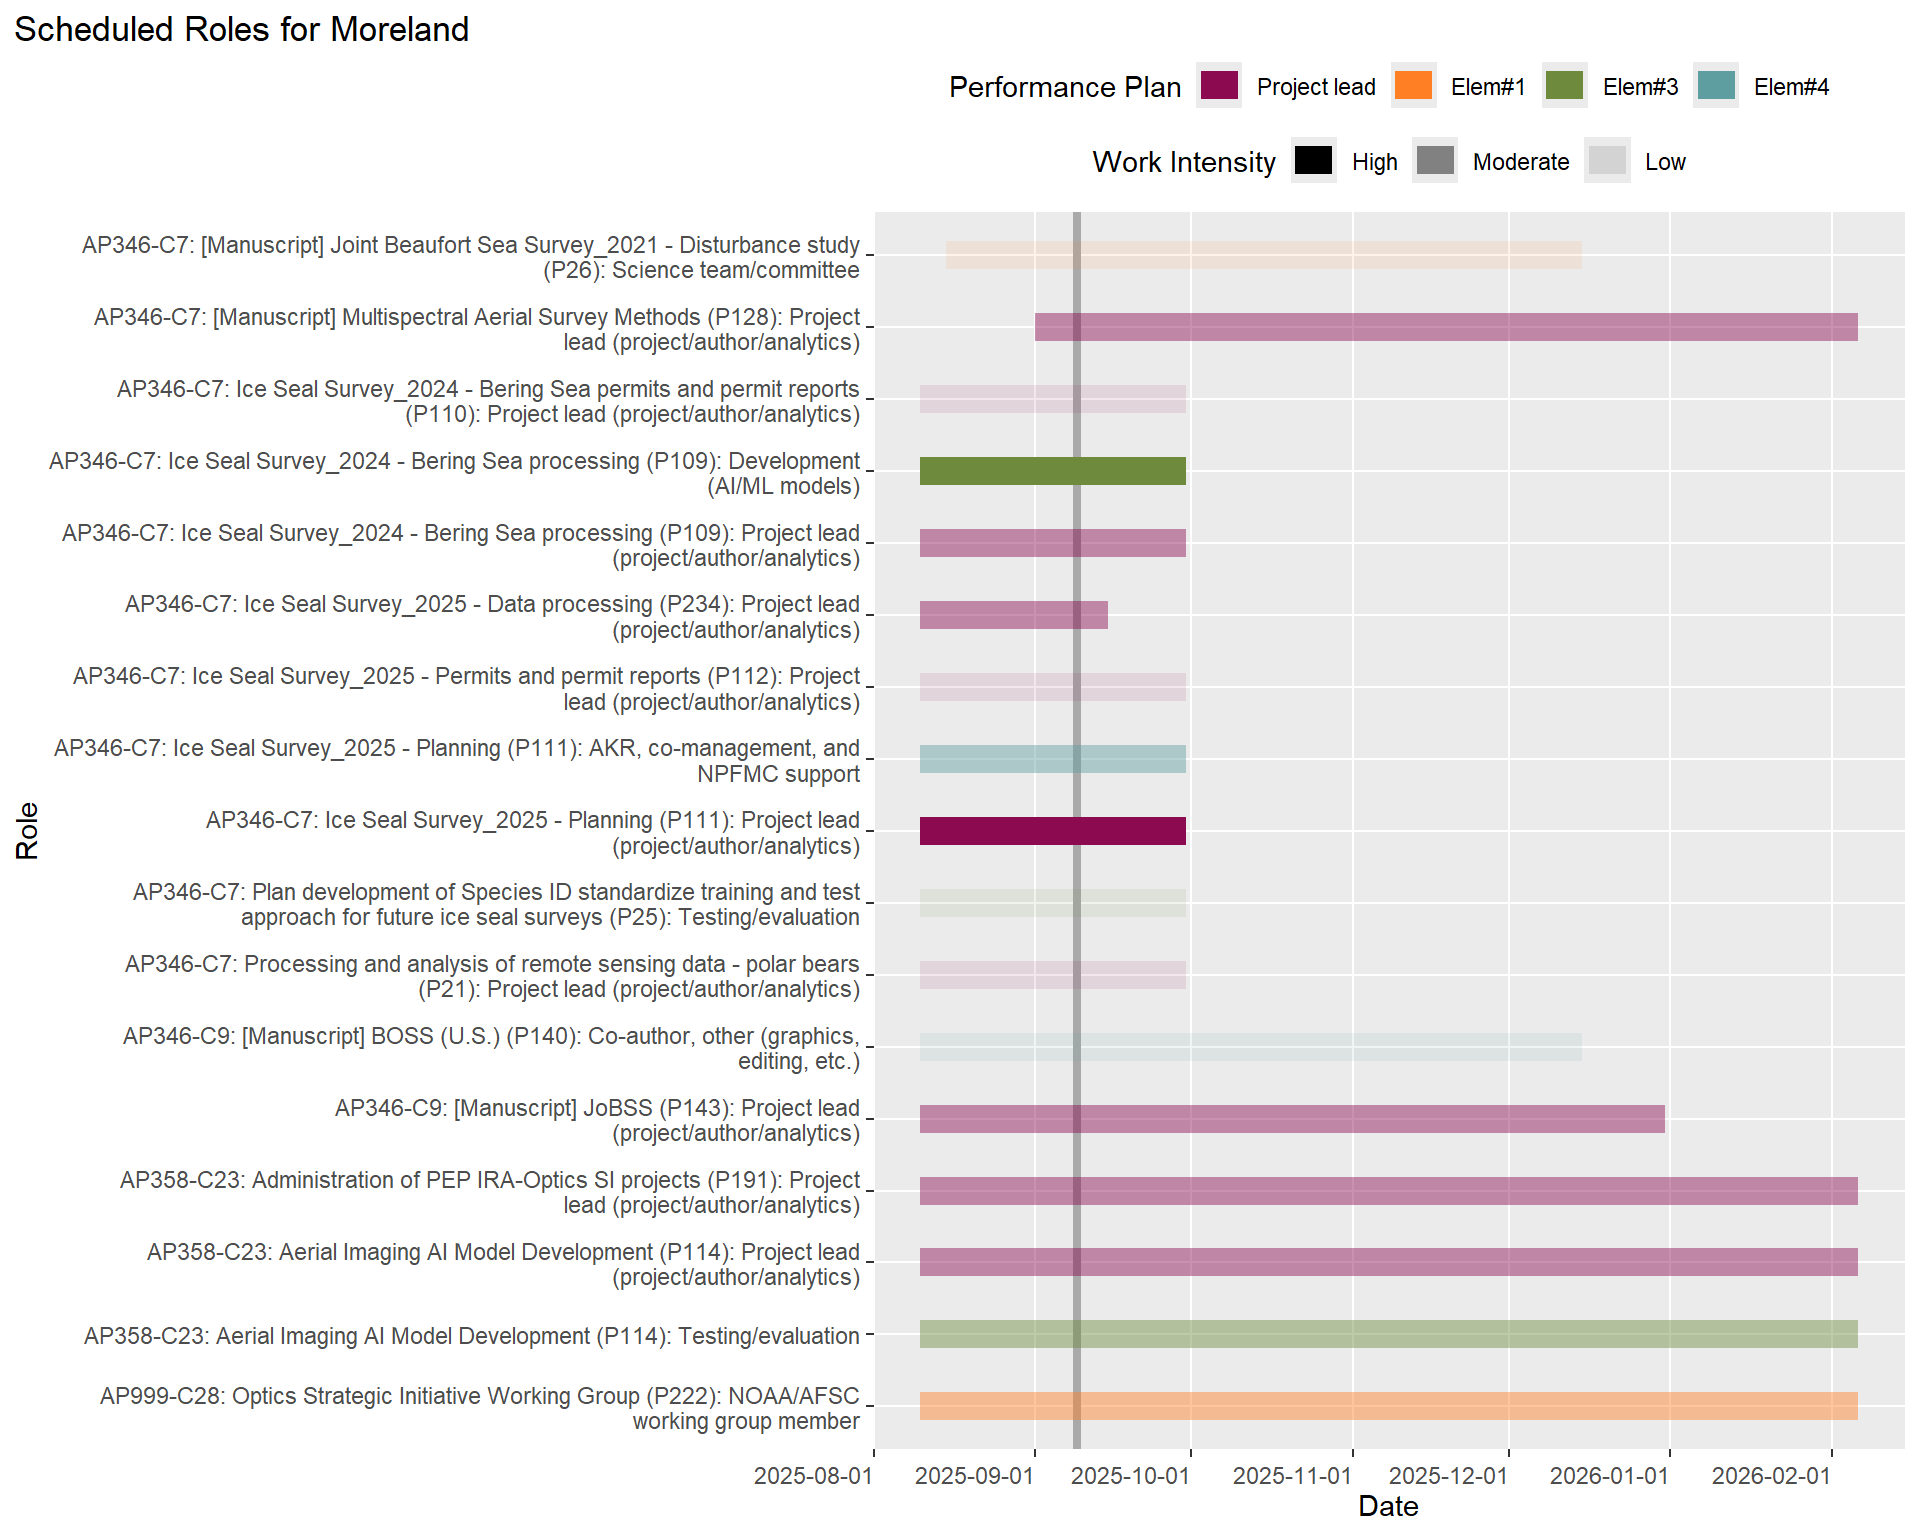 Scheduled Roles for Moreland
Performance Plan Project lead Elem#1 Elem#3 Elem#4
Work Intensity High Moderate Low
AP346-C7: [Manuscript] Joint Beaufort Sea Survey_2021 - Disturbance study
(P26): Science team/committee
AP346-C7: [Manuscript] Multispectral Aerial Survey Methods (P128): Project
lead (project/author/analytics)
AP346-C7: Ice Seal Survey_2024 - Bering Sea permits and permit reports
(P110): Project lead (project/author/analytics)
AP346-C7: Ice Seal Survey_2024 - Bering Sea processing (P109): Development
(AI/ML models)
AP346-C7: Ice Seal Survey_2024 - Bering Sea processing (P109): Project lead
(project/author/analytics)
AP346-C7: Ice Seal Survey_2025 - Data processing (P234): Project lead
(project/author/analytics)
AP346-C7: Ice Seal Survey_2025 - Permits and permit reports (P112): Project
lead (project/author/analytics)
AP346-C7: Ice Seal Survey_2025 - Planning (P111): AKR, co-management, and
NPFMC support
AP346-C7: Ice Seal Survey_2025 - Planning (P111): Project lead
(project/author/analytics)
AP346-C7: Plan development of Species ID standardize training and test
approach for future ice seal surveys (P25): Testing/evaluation
AP346-C7: Processing and analysis of remote sensing data - polar bears
(P21): Project lead (project/author/analytics)
AP346-C9: [Manuscript] BOSS (U.S.) (P140): Co-author, other (graphics,
editing, etc.)
AP346-C9: [Manuscript] JoBSS (P143): Project lead
(project/author/analytics)
AP358-C23: Administration of PEP IRA-Optics SI projects (P191): Project
lead (project/author/analytics)
AP358-C23: Aerial Imaging AI Model Development (P114): Project lead
(project/author/analytics)
AP358-C23: Aerial Imaging AI Model Development (P114): Testing/evaluation
AP999-C28: Optics Strategic Initiative Working Group (P222): NOAA/AFSC
working group member
Role
2025-08-01 2025-09-01 2025-10-01 2025-11-01 2025-12-01 2026-01-01 2026-02-01
Date